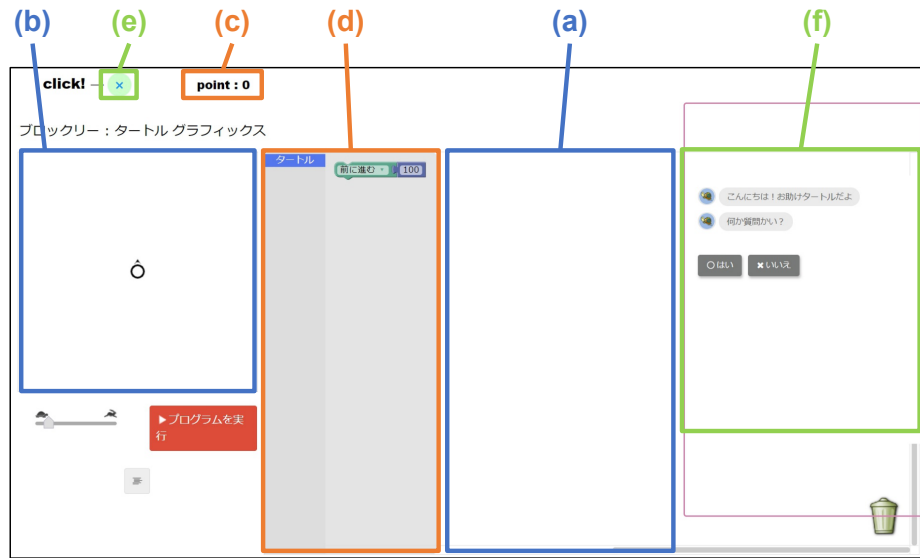 (b) (e) (c) (d) (a) (f)
click! × point : 0
ブロックリー : タートル グラフィックス
タートル
前に進む 100
こんにちは！お助けタートルだよ
何か質問かい？
○はい ✖いいえ
▶プログラムを実
行